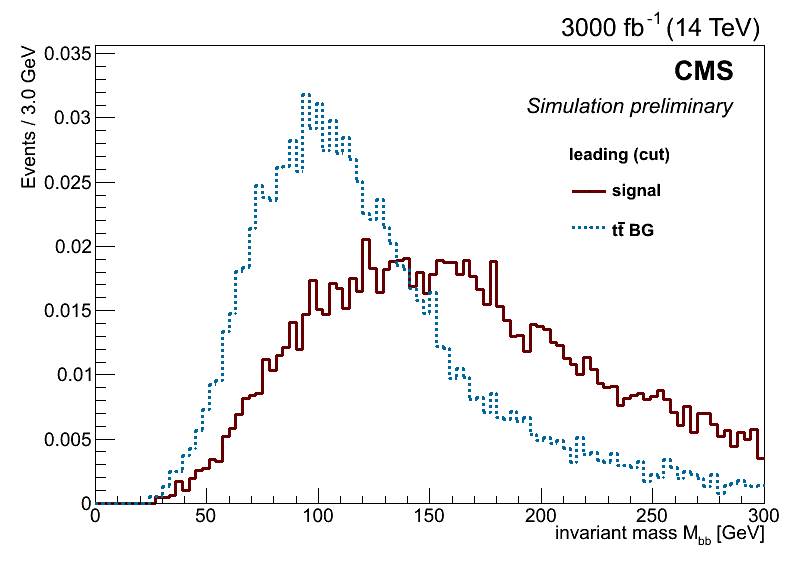 3000 fb⁻¹ (14 TeV)
CMS
Simulation preliminary
leading (cut)
signal
tt̄ BG
Events / 3.0 GeV
0.035
0.03
0.025
0.02
0.015
0.01
0.005
0
0 50 100 150 200 250 300
invariant mass M_bb [GeV]